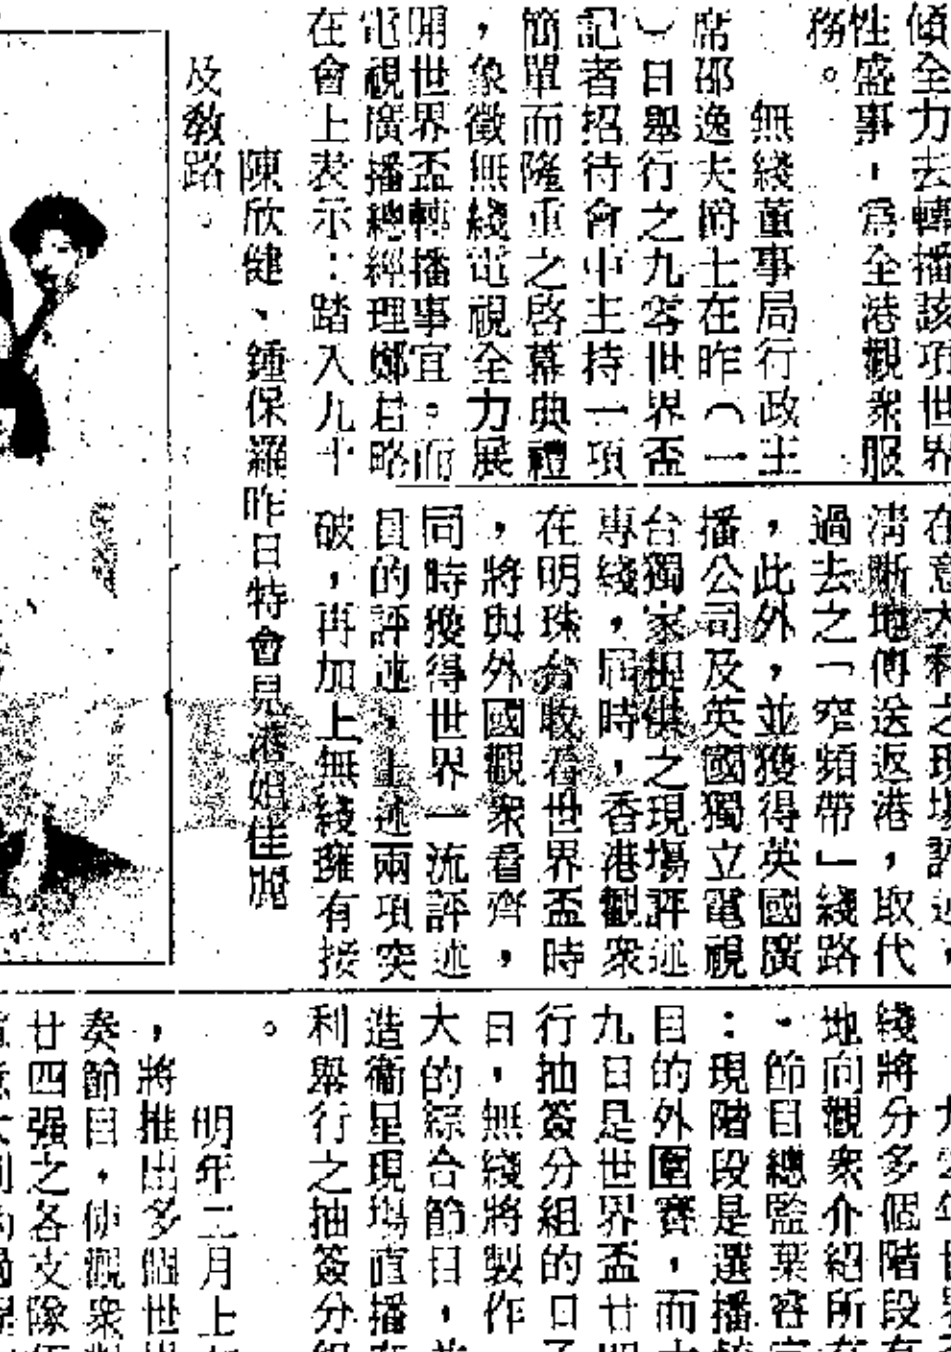 傾全力去轉播該項世界
性盛事,爲全港觀衆服
務。
無綫董事局行政主
席邵逸夫爵士在昨(一
)日舉行之九零世界盃
記者招待會中主持一項
簡單而隆重之啓幕典禮
,象徵無綫電視全力展
開世界盃轉播事宜。而
電視廣播總經理鄭君略
在會上表示:踏入九十
在意大利之現場評述,
清晰地傳送返港,取代
過去之「窄頻帶」綫路
,此外,並獲得英國廣
播公司及英國獨立電視
台獨家提供之現場評述
專綫,屆時,香港觀衆
在明珠台收看世界盃時
,將與外國觀衆看齊,
同時獲得世界一流評述
員的評述,上述兩項突
破,再加上無綫擁有接
陳欣健、鍾保羅昨日特會見港姐佳麗
及敎路。
綫將分多個階段有
地向觀衆介紹所
,節目總監葉容
:現階段是選播
目的外圍賽,而
九日是世界盃廿
行抽簽分組的日
日,無綫將製作
大的綜合節目,
造衞星現場直播
利舉行之抽簽分
。
明年二月上
,將推出多個世
奏節目,使觀衆
廿四强之各支隊